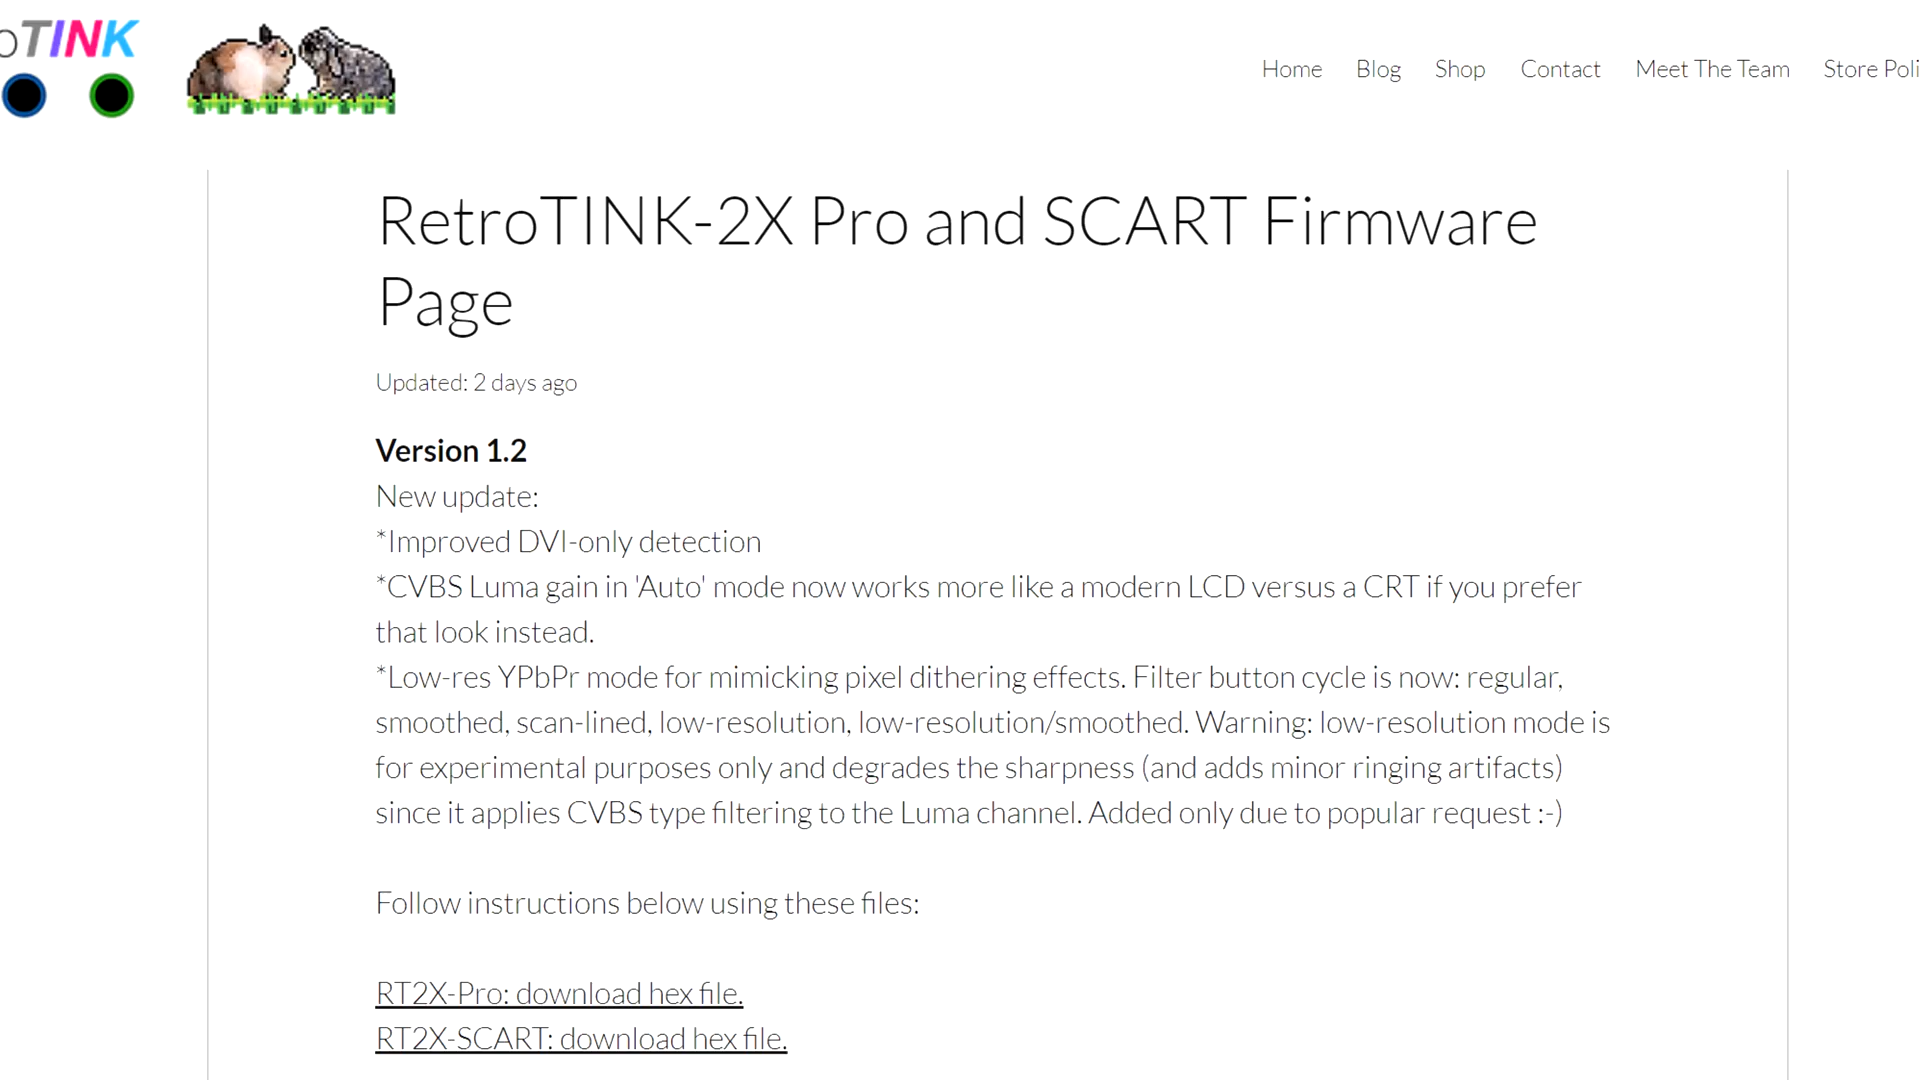 oTINK
Home Blog Shop Contact Meet The Team Store Poli
RetroTINK-2X Pro and SCART Firmware
Page
Updated: 2 days ago
Version 1.2
New update:
*Improved DVI-only detection
*CVBS Luma gain in 'Auto' mode now works more like a modern LCD versus a CRT if you prefer
that look instead.
*Low-res YPbPr mode for mimicking pixel dithering effects. Filter button cycle is now: regular,
smoothed, scan-lined, low-resolution, low-resolution/smoothed. Warning: low-resolution mode is
for experimental purposes only and degrades the sharpness (and adds minor ringing artifacts)
since it applies CVBS type filtering to the Luma channel. Added only due to popular request :-)
Follow instructions below using these files:
RT2X-Pro: download hex file.
RT2X-SCART: download hex file.